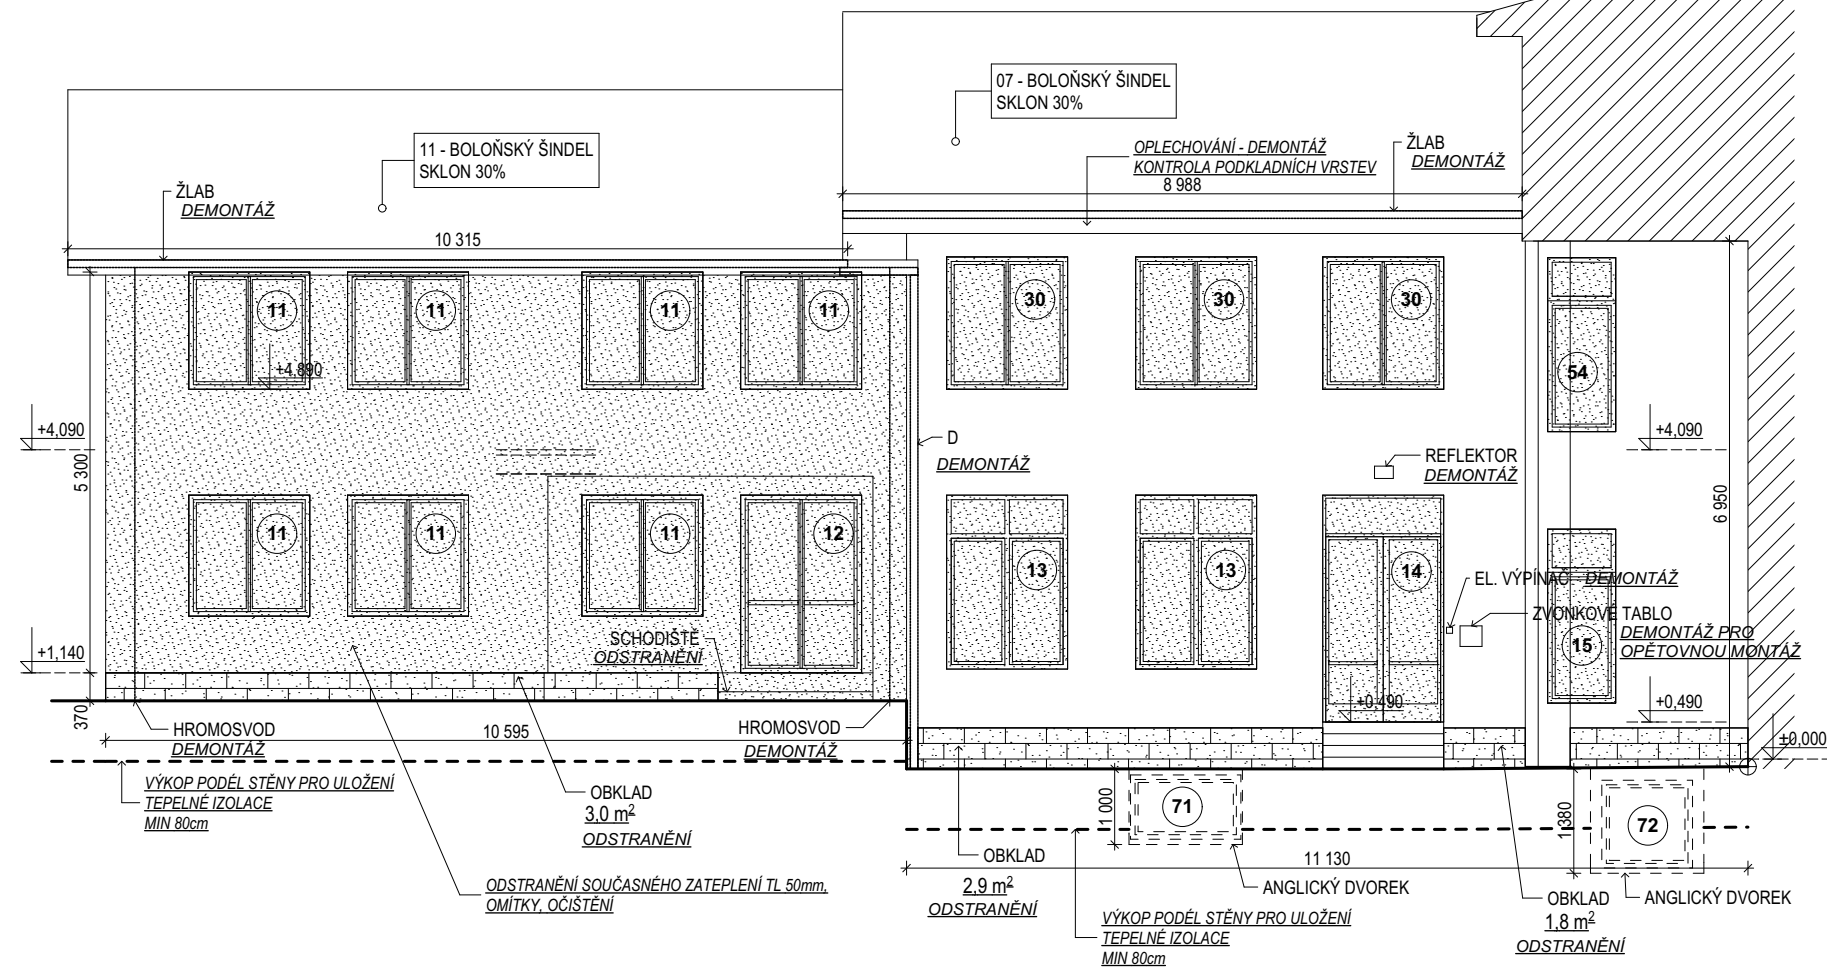 07 - BOLOŇSKÝ ŠINDEL
SKLON 30%
11 - BOLOŇSKÝ ŠINDEL
SKLON 30%
OPLECHOVÁNÍ - DEMONTÁŽ
KONTROLA PODKLADNÍCH VRSTEV
8 988
ŽLAB
DEMONTÁŽ
ŽLAB
DEMONTÁŽ
10 315
11
11
11
11
30
30
30
54
+4,890
+4,090
5 300
D
DEMONTÁŽ
REFLEKTOR
DEMONTÁŽ
+4,090
6 950
11
11
11
12
13
13
14
15
EL. VÝPÍNAČ - DEMONTÁŽ
ZVONKOVÉ TABLO
DEMONTÁŽ PRO
OPĚTOVNOU MONTÁŽ
SCHODIŠTĚ
ODSTRANĚNÍ
+1,140
370
+0,490
+0,490
±0,000
HROMOSVOD
DEMONTÁŽ
10 595
HROMOSVOD
DEMONTÁŽ
VÝKOP PODÉL STĚNY PRO ULOŽENÍ
TEPELNÉ IZOLACE
MIN 80cm
OBKLAD
3,0 m²
ODSTRANĚNÍ
1 000
71
1 380
72
OBKLAD
2,9 m²
ODSTRANĚNÍ
11 130
ANGLICKÝ DVOREK
ANGLICKÝ DVOREK
OBKLAD
1,8 m²
ODSTRANĚNÍ
ODSTRANĚNÍ SOUČASNÉHO ZATEPLENÍ TL 50mm,
OMÍTKY, OČIŠTĚNÍ
VÝKOP PODÉL STĚNY PRO ULOŽENÍ
TEPELNÉ IZOLACE
MIN 80cm